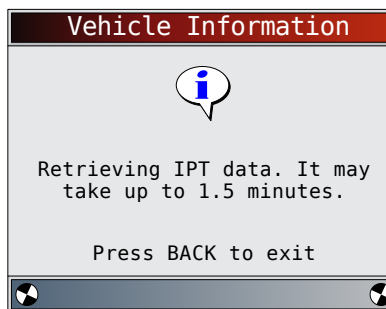 Vehicle Information
i
Retrieving IPT data. It may
take up to 1.5 minutes.
Press BACK to exit